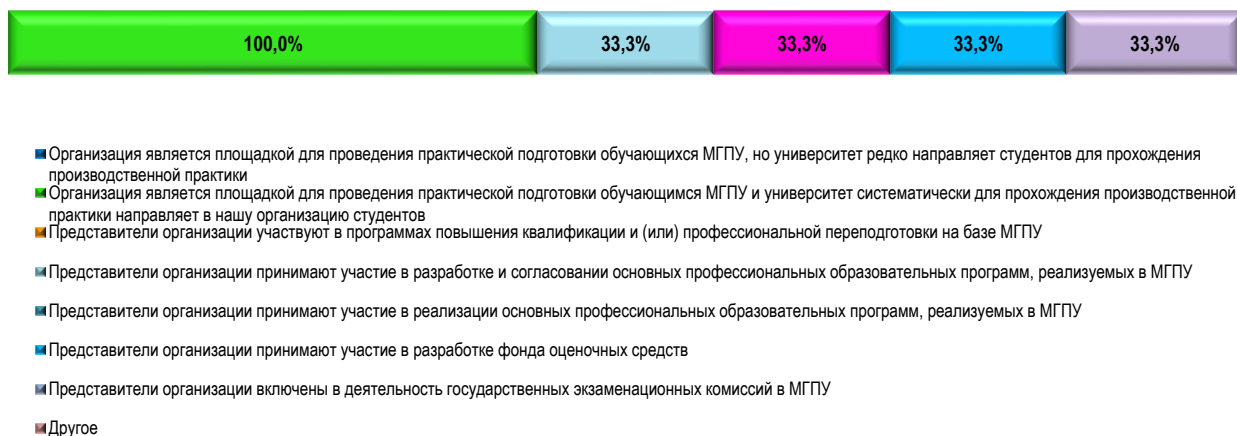 100,0% 33,3% 33,3% 33,3% 33,3%
Организация является площадкой для проведения практической подготовки обучающихся МГПУ, но университет редко направляет студентов для прохождения
производственной практики
Организация является площадкой для проведения практической подготовки обучающимся МГПУ и университет систематически для прохождения производственной
практики направляет в нашу организацию студентов
Представители организации участвуют в программах повышения квалификации и (или) профессиональной переподготовки на базе МГПУ
Представители организации принимают участие в разработке и согласовании основных профессиональных образовательных программ, реализуемых в МГПУ
Представители организации принимают участие в реализации основных профессиональных образовательных программ, реализуемых в МГПУ
Представители организации принимают участие в разработке фонда оценочных средств
Представители организации включены в деятельность государственных экзаменационных комиссий в МГПУ
Другое